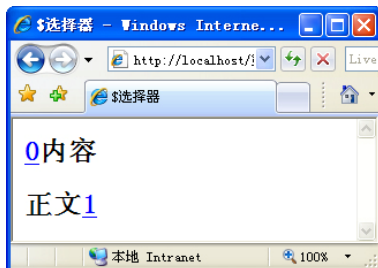 $选择器 - Windows Interne...
http://localhost/
Live
$选择器
0内容
正文1
本地 Intranet
100%